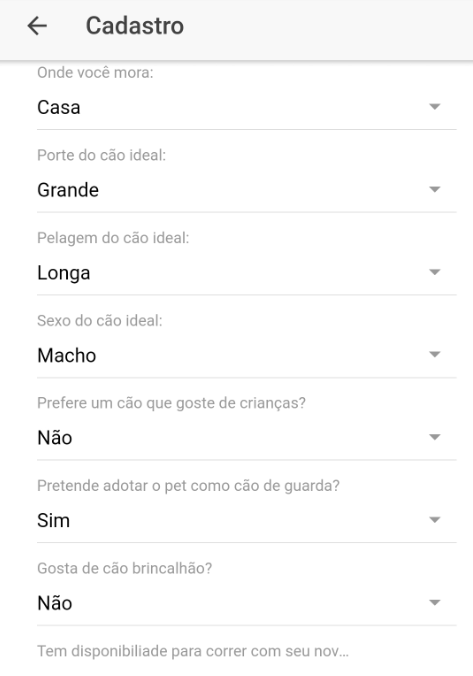 Cadastro
Onde você mora:
Casa
Porte do cão ideal:
Grande
Pelagem do cão ideal:
Longa
Sexo do cão ideal:
Macho
Prefere um cão que goste de crianças?
Não
Pretende adotar o pet como cão de guarda?
Sim
Gosta de cão brincalhão?
Não
Tem disponibiliade para correr com seu nov...